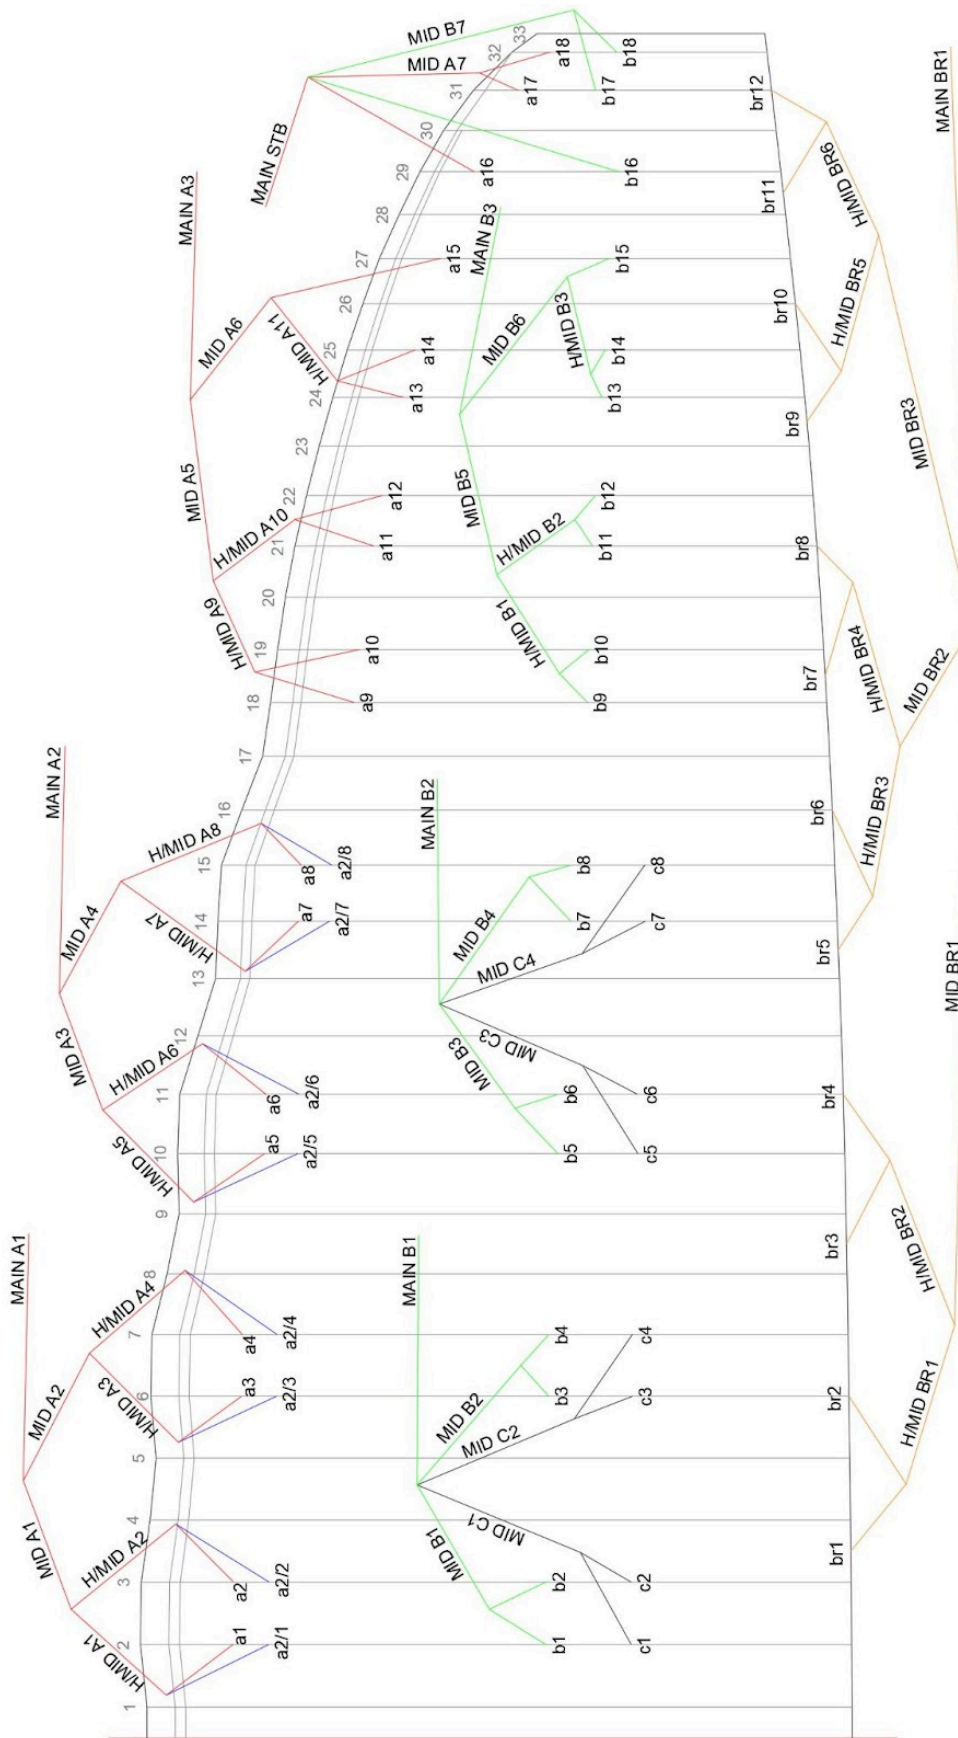 MID B7
MID A7
MAIN STB
33
32
31
30
29
28
27
26
25
24
23
22
21
20
19
18
17
16
15
14
13
12
11
10
9
8
7
6
5
4
3
2
1
a18
b18
a17
b17
br12
a16
b16
br11
MAIN A3
MAIN B3
MAIN BR1
H/MID BR6
H/MID BR5
a15
b15
MID A6
H/MID A11
a14
b14
a13
b13
MID B6
H/MID B3
br10
br9
MID BR3
MID A5
H/MID A10
a12
a11
MID B5
H/MID B2
b12
b11
br8
H/MID A9
a10
a9
H/MID B1
b10
b9
br7
H/MID BR4
MID BR2
MAIN A2
MAIN B2
br6
H/MID BR3
br5
MID A4
H/MID A8
H/MID A7
a8
a2/8
a7
a2/7
MID B4
b8
b7
MID C4
c8
c7
MID A3
H/MID A6
H/MID A5
a6
a2/6
a5
a2/5
MID B3
b6
b5
MID C3
c6
c5
br4
br3
H/MID BR2
MID BR1
MAIN A1
MAIN B1
MID A2
H/MID A4
H/MID A3
a4
a2/4
a3
a2/3
MID B2
b4
b3
MID C2
c4
c3
br2
H/MID BR1
MID A1
H/MID A2
H/MID A1
a2
a2/2
a1
a2/1
MID B1
b2
b1
MID C1
c2
c1
br1